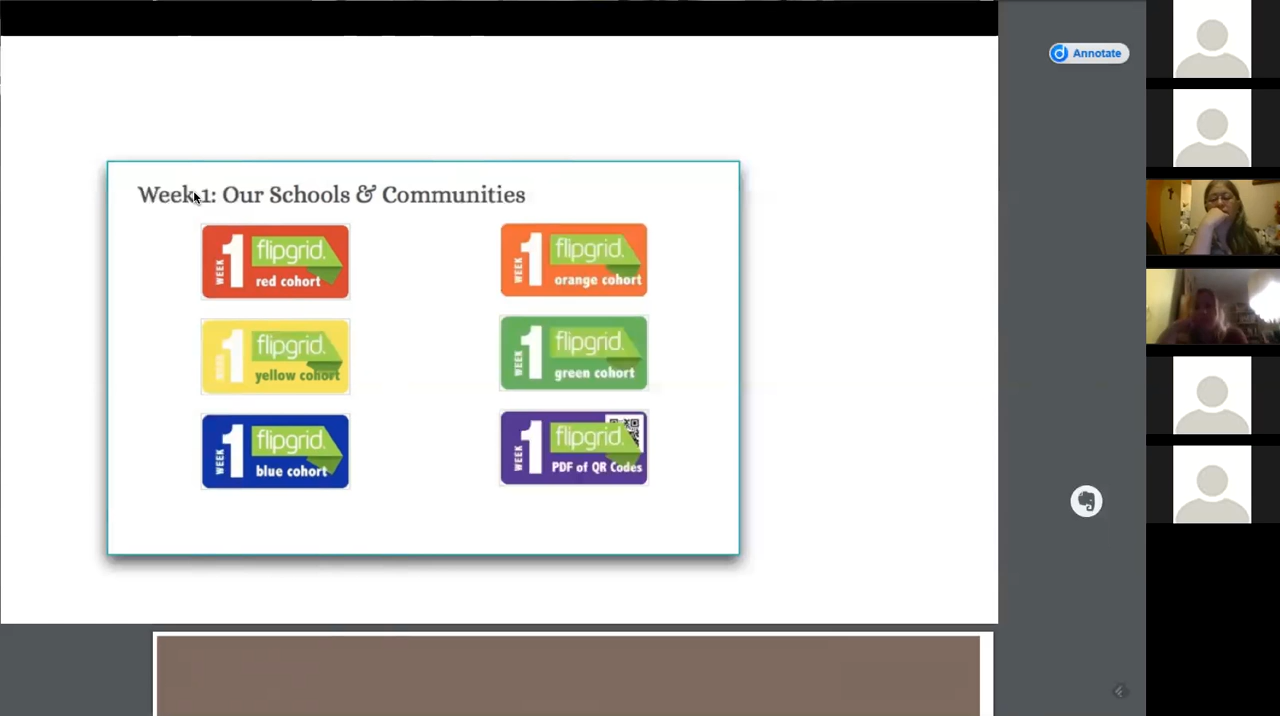 Annotate
Week 1: Our Schools & Communities
WEEK 1 flipgrid. red cohort
WEEK 1 flipgrid. orange cohort
WEEK 1 flipgrid. yellow cohort
WEEK 1 flipgrid. green cohort
WEEK 1 flipgrid. blue cohort
WEEK 1 flipgrid. PDF of QR Codes